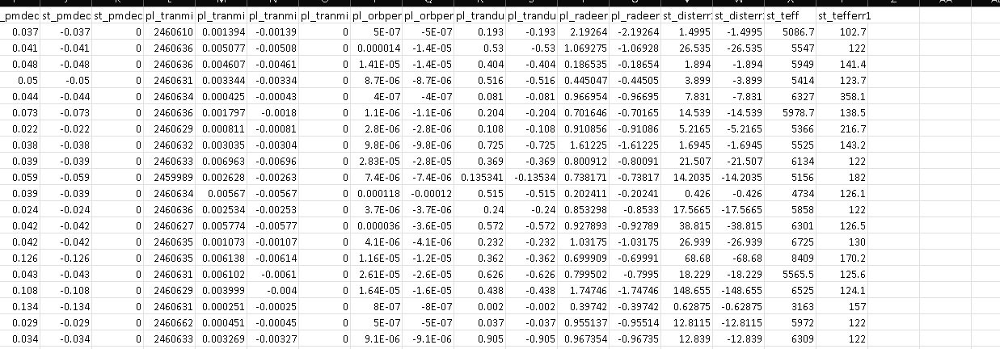 _pmdec st_pmdec st_pmdec pl_tranmi pl_tranmi pl_tranmi pl_tranmi pl_orbper pl_orbper pl_trandu pl_trandu pl_radeer pl_radeer st_disterr: st_disterr: st_teff st_tefferr1
0.037 -0.037 0 2460610 0.001394 -0.00139 0 5E-07 -5E-07 0.193 -0.193 2.19264 -2.19264 1.4995 -1.4995 5086.7 102.7
0.041 -0.041 0 2460636 0.005077 -0.00508 0 0.000014 -1.4E-05 0.53 -0.53 1.069275 -1.06928 26.535 -26.535 5547 122
0.048 -0.048 0 2460636 0.004607 -0.00461 0 1.41E-05 -1.4E-05 0.404 -0.404 0.186535 -0.18654 1.894 -1.894 5949 141.4
0.05 -0.05 0 2460631 0.003344 -0.00334 0 8.7E-06 -8.7E-06 0.516 -0.516 0.445047 -0.44505 3.899 -3.899 5414 123.7
0.044 -0.044 0 2460634 0.000425 -0.00043 0 4E-07 -4E-07 0.081 -0.081 0.966954 -0.96695 7.831 -7.831 6327 358.1
0.073 -0.073 0 2460636 0.001797 -0.0018 0 1.1E-06 -1.1E-06 0.204 -0.204 0.701646 -0.70165 14.539 -14.539 5978.7 138.5
0.022 -0.022 0 2460629 0.000811 -0.00081 0 2.8E-06 -2.8E-06 0.108 -0.108 0.910856 -0.91086 5.2165 -5.2165 5366 216.7
0.038 -0.038 0 2460632 0.003035 -0.00304 0 9.8E-06 -9.8E-06 0.725 -0.725 1.61225 -1.61225 1.6945 -1.6945 5525 143.2
0.039 -0.039 0 2460633 0.006963 -0.00696 0 2.83E-05 -2.8E-05 0.369 -0.369 0.800912 -0.80091 21.507 -21.507 6134 122
0.059 -0.059 0 2459989 0.002628 -0.00263 0 7.4E-06 -7.4E-06 0.135341 -0.13534 0.738171 -0.73817 14.2035 -14.2035 5156 182
0.039 -0.039 0 2460634 0.00567 -0.00567 0 0.000118 -0.00012 0.515 -0.515 0.202411 -0.20241 0.426 -0.426 4734 126.1
0.024 -0.024 0 2460636 0.002534 -0.00253 0 3.7E-06 -3.7E-06 0.24 -0.24 0.853298 -0.8533 17.5665 -17.5665 5858 122
0.042 -0.042 0 2460627 0.005774 -0.00577 0 0.000036 -3.6E-05 0.572 -0.572 0.927893 -0.92789 38.815 -38.815 6301 126.5
0.042 -0.042 0 2460635 0.001073 -0.00107 0 4.1E-06 -4.1E-06 0.232 -0.232 1.03175 -1.03175 26.939 -26.939 6725 130
0.126 -0.126 0 2460635 0.006138 -0.00614 0 1.16E-05 -1.2E-05 0.362 -0.362 0.699909 -0.69991 68.68 -68.68 8409 170.2
0.043 -0.043 0 2460631 0.006102 -0.0061 0 2.61E-05 -2.6E-05 0.626 -0.626 0.799502 -0.7995 18.229 -18.229 5565.5 125.6
0.108 -0.108 0 2460629 0.003999 -0.004 0 1.64E-05 -1.6E-05 0.438 -0.438 1.74746 -1.74746 148.655 -148.655 6525 124.1
0.134 -0.134 0 2460631 0.000251 -0.00025 0 8E-07 -8E-07 0.002 -0.002 0.39742 -0.39742 0.62875 -0.62875 3163 157
0.029 -0.029 0 2460662 0.000451 -0.00045 0 5E-07 -5E-07 0.037 -0.037 0.955137 -0.95514 12.8115 -12.8115 5972 122
0.034 -0.034 0 2460633 0.003269 -0.00327 0 9.1E-06 -9.1E-06 0.905 -0.905 0.967354 -0.96735 12.839 -12.839 6309 122